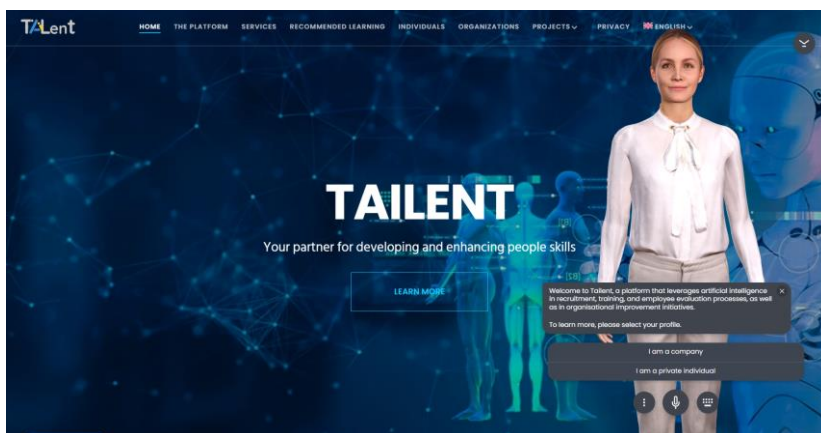 TAILent
HOME THE PLATFORM SERVICES RECOMMENDED LEARNING INDIVIDUALS ORGANIZATIONS PROJECTS PRIVACY ENGLISH
TAILENT
Your partner for developing and enhancing people skills
LEARN MORE
Welcome to Tailent, a platform that leverages artificial intelligence
in recruitment, training, and employee evaluation processes, as well
as in organisational improvement initiatives.
To learn more, please select your profile.
I am a company
I am a private individual